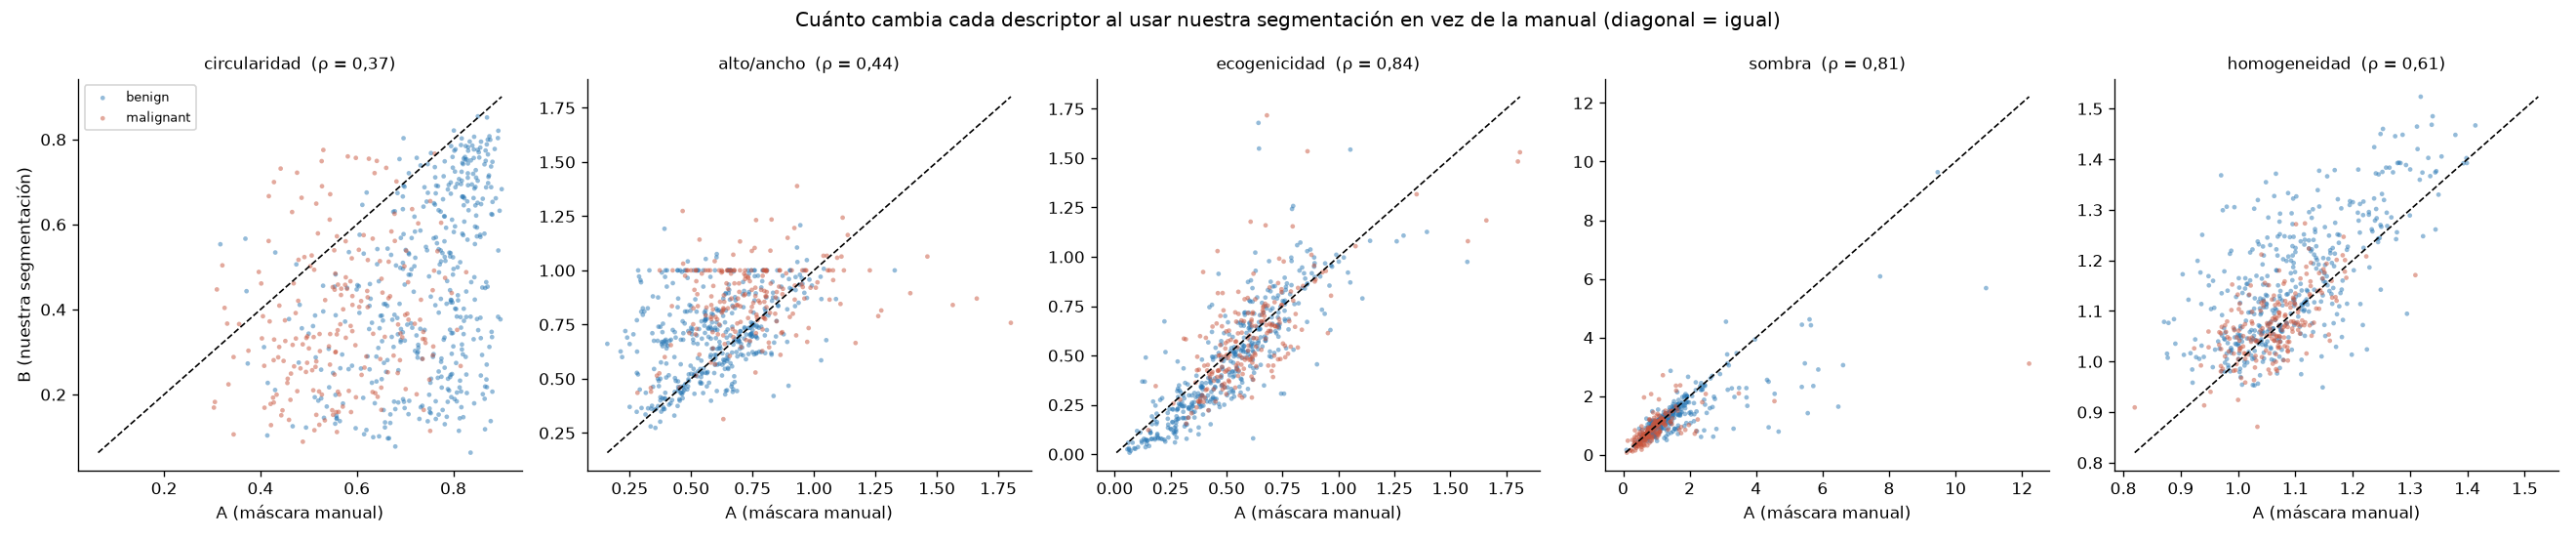 Cuánto cambia cada descriptor al usar nuestra segmentación en vez de la manual (diagonal = igual)
circularidad  (ρ = 0,37)
benign
malignant
0.8
0.6
0.4
0.2
B (nuestra segmentación)
0.2 0.4 0.6 0.8
A (máscara manual)
alto/ancho  (ρ = 0,44)
1.75
1.50
1.25
1.00
0.75
0.50
0.25
0.25 0.50 0.75 1.00 1.25 1.50 1.75
A (máscara manual)
ecogenicidad  (ρ = 0,84)
1.75
1.50
1.25
1.00
0.75
0.50
0.25
0.00
0.00 0.25 0.50 0.75 1.00 1.25 1.50 1.75
A (máscara manual)
sombra  (ρ = 0,81)
12
10
8
6
4
2
0
0 2 4 6 8 10 12
A (máscara manual)
homogeneidad  (ρ = 0,61)
1.5
1.4
1.3
1.2
1.1
1.0
0.9
0.8
0.8 0.9 1.0 1.1 1.2 1.3 1.4 1.5
A (máscara manual)